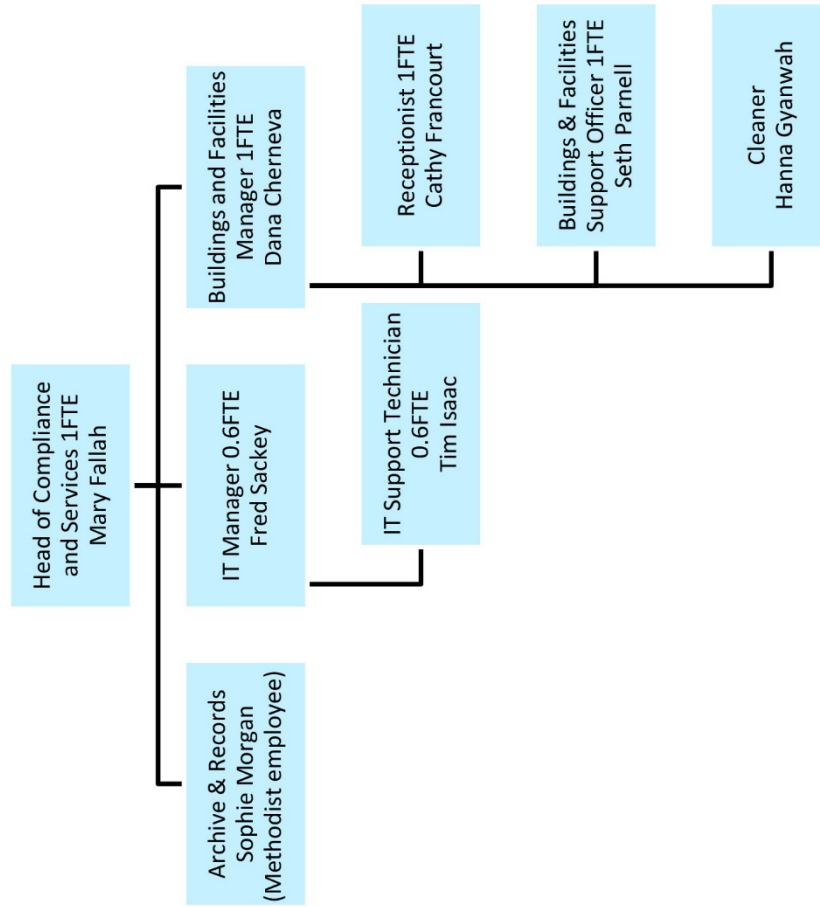 Head of Compliance
and Services 1FTE
Mary Fallah
Archive & Records
Sophie Morgan
(Methodist employee)
IT Manager 0.6FTE
Fred Sackey
Buildings and Facilities
Manager 1FTE
Dana Cherneva
IT Support Technician
0.6FTE
Tim Isaac
Receptionist 1FTE
Cathy Francourt
Buildings & Facilities
Support Officer 1FTE
Seth Parnell
Cleaner
Hanna Gyanwah